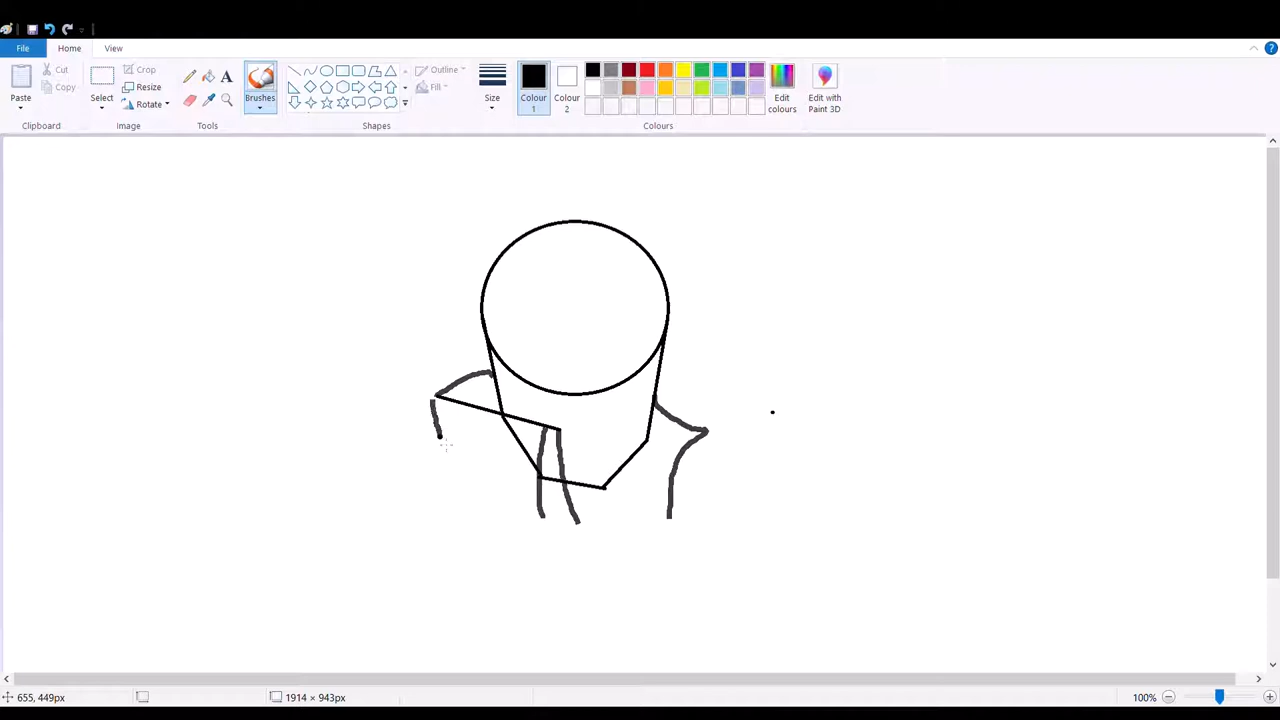 File Home View
Paste Cut Copy
Select Crop Resize Rotate
A
Brushes
Outline Fill
Size
Colour 1
Colour 2
Edit colours
Edit with Paint 3D
Clipboard Image Tools Shapes Colours
655, 449px 1914 × 943px 100%